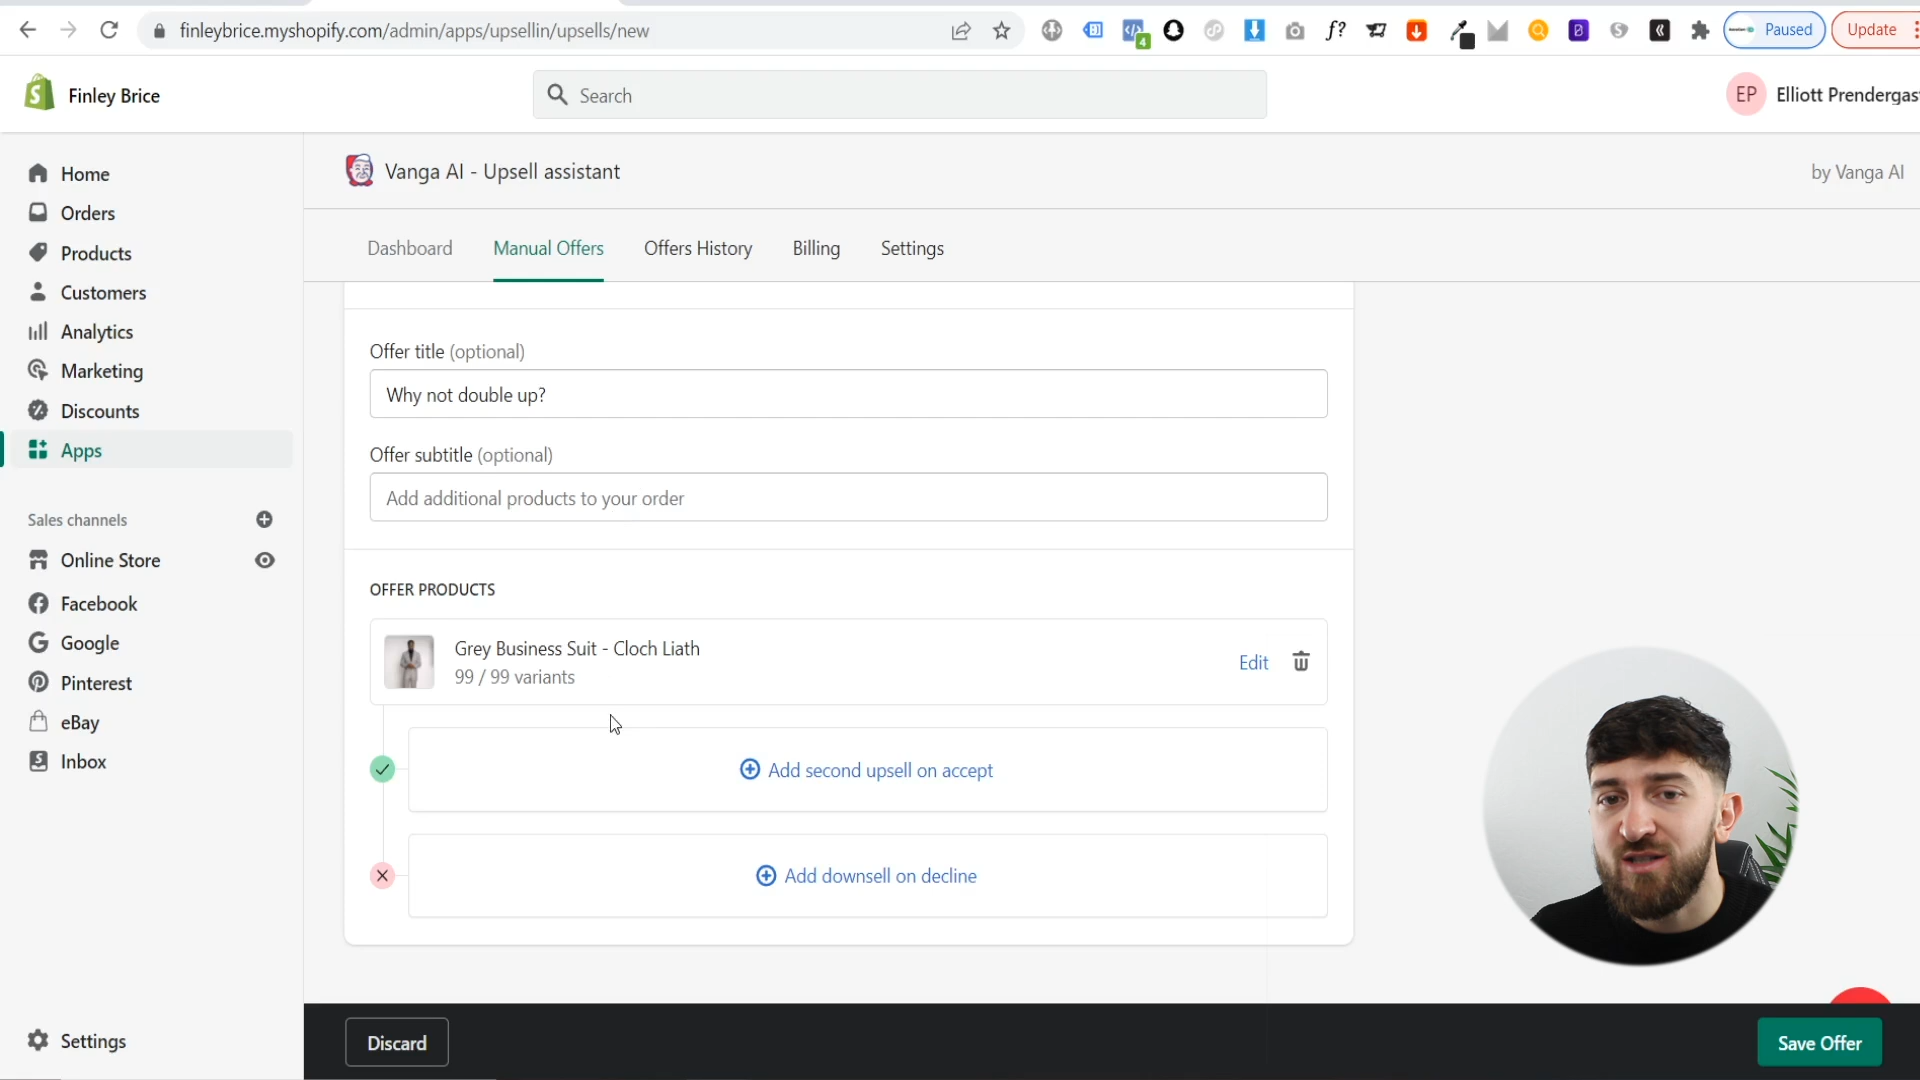 finleybrice.myshopify.com/admin/apps/upsellin/upsells/new
4
f?
Paused
Update
Finley Brice
Search
EP
Elliott Prendergas
Home
Orders
Products
Customers
Analytics
Marketing
Discounts
Apps
Sales channels
Online Store
Facebook
Google
Pinterest
eBay
Inbox
Settings
Vanga AI - Upsell assistant
by Vanga AI
Dashboard
Manual Offers
Offers History
Billing
Settings
Offer title (optional)
Why not double up?
Offer subtitle (optional)
Add additional products to your order
OFFER PRODUCTS
Grey Business Suit - Cloch Liath
99 / 99 variants
Edit
Add second upsell on accept
Add downsell on decline
Discard
Save Offer